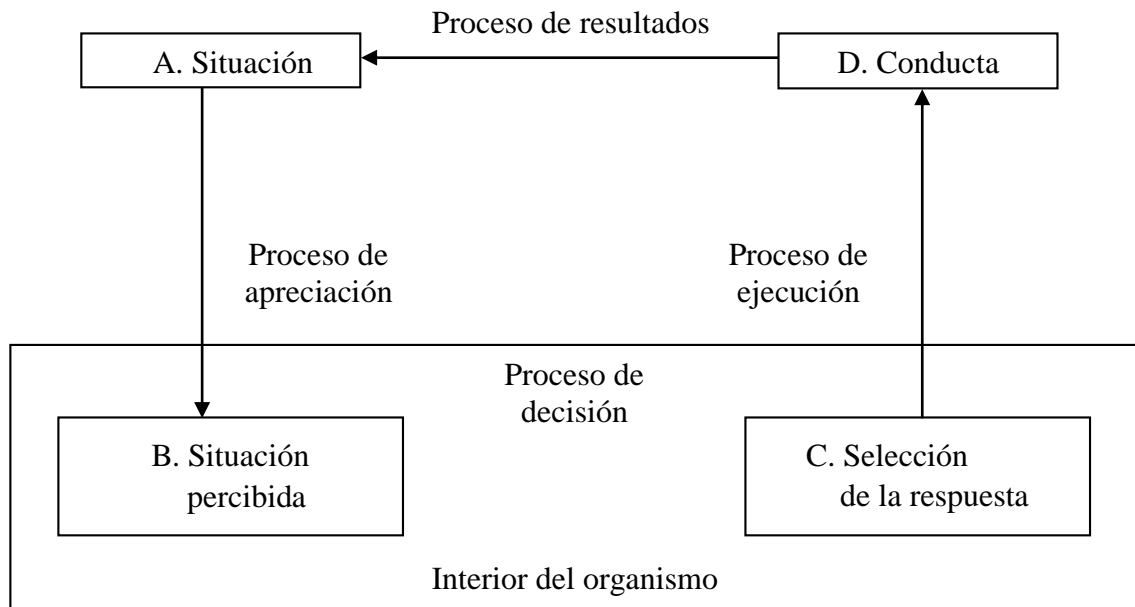 Proceso de resultados
A. Situación
D. Conducta
Proceso de
apreciación
Proceso de
ejecución
Proceso de
decisión
B. Situación
percibida
C. Selección
de la respuesta
Interior del organismo